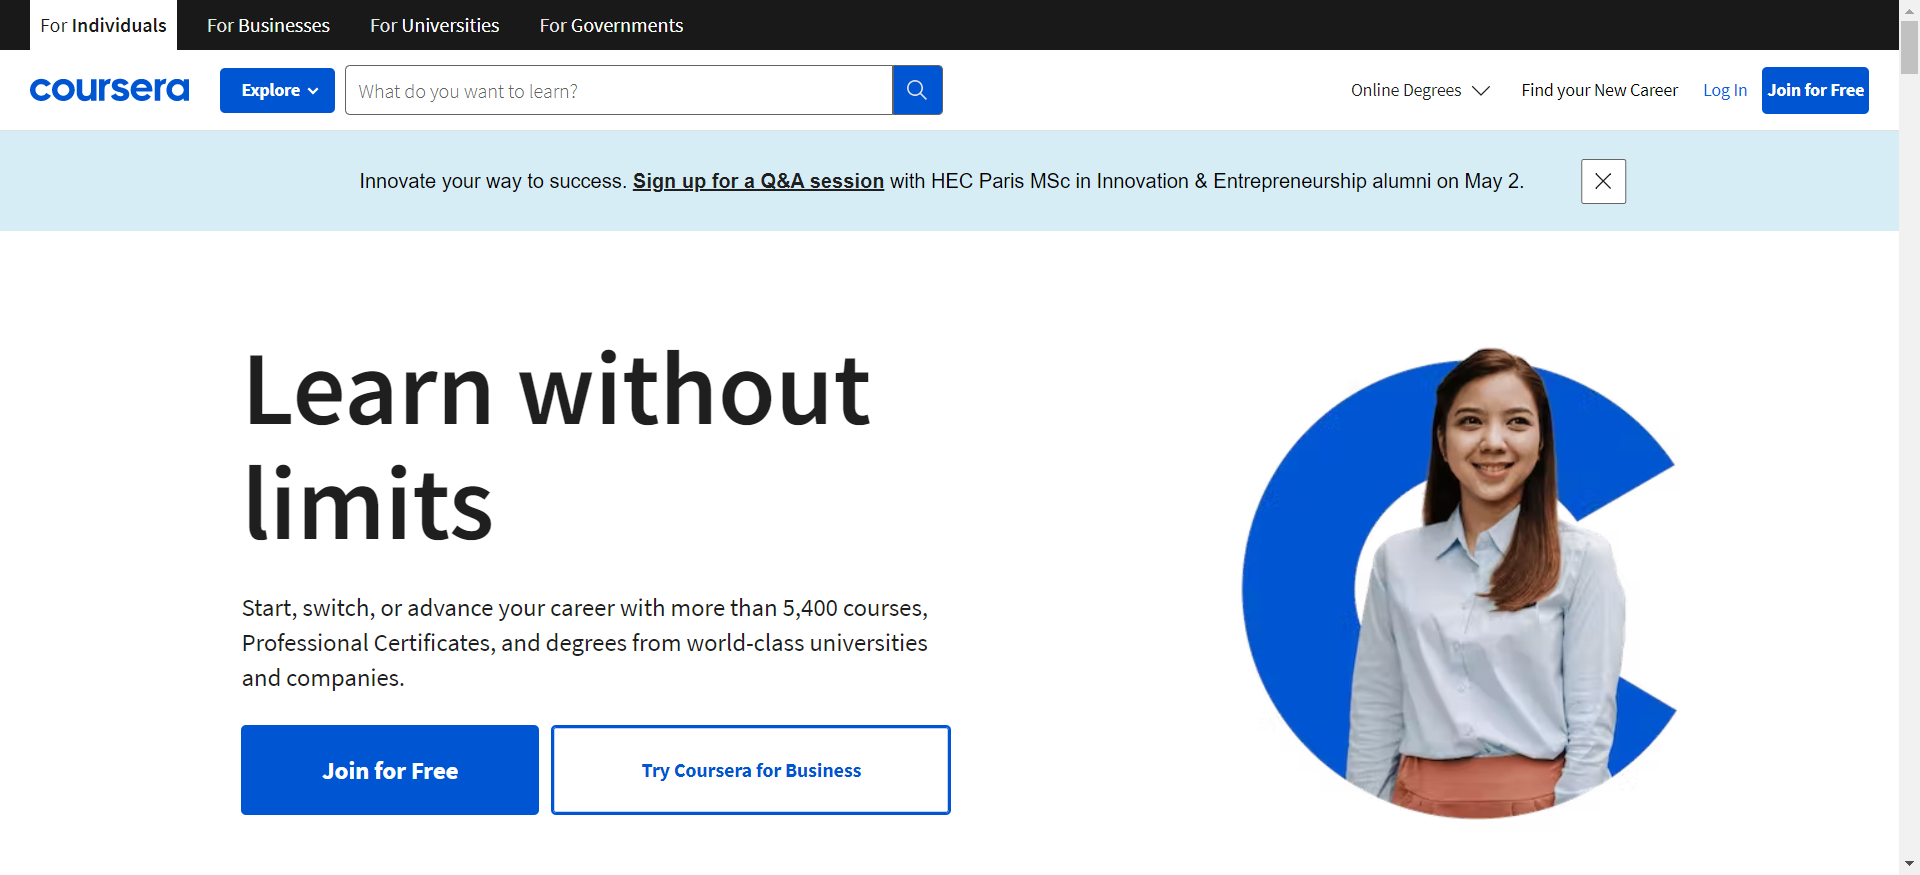 For Individuals For Businesses For Universities For Governments
coursera Explore What do you want to learn? Online Degrees Find your New Career Log In Join for Free
Innovate your way to success. Sign up for a Q&A session with HEC Paris MSc in Innovation & Entrepreneurship alumni on May 2.
Learn without
limits
Start, switch, or advance your career with more than 5,400 courses,
Professional Certificates, and degrees from world-class universities
and companies.
Join for Free Try Coursera for Business